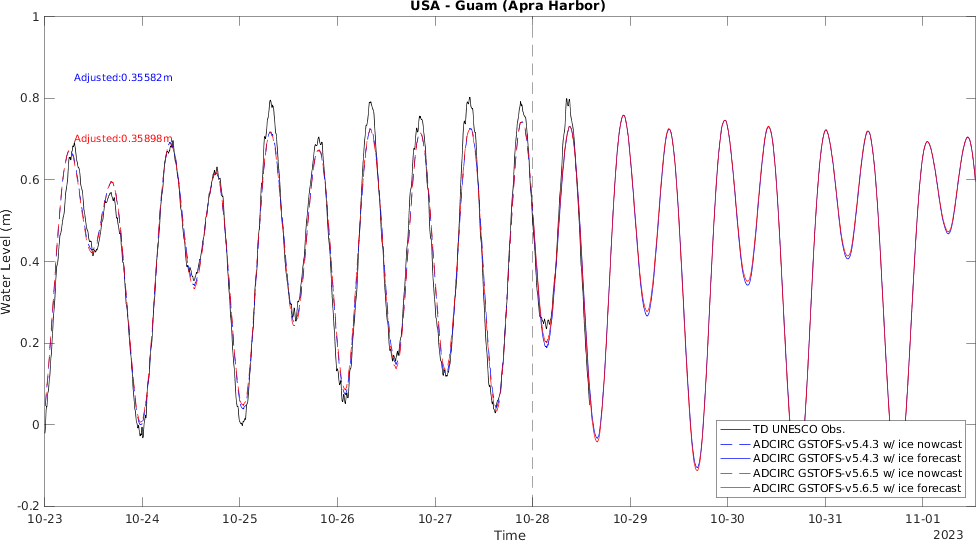 USA - Guam (Apra Harbor)
1
Adjusted:0.35582m
0.8
Adjusted:0.35898m
0.6
Water Level (m)
0.4
0.2
0
-0.2
TD UNESCO Obs.
ADCIRC GSTOFS-v5.4.3 w/ ice nowcast
ADCIRC GSTOFS-v5.4.3 w/ ice forecast
ADCIRC GSTOFS-v5.6.5 w/ ice nowcast
ADCIRC GSTOFS-v5.6.5 w/ ice forecast
10-23 10-24 10-25 10-26 10-27 10-28 10-29 10-30 10-31 11-01
Time
2023